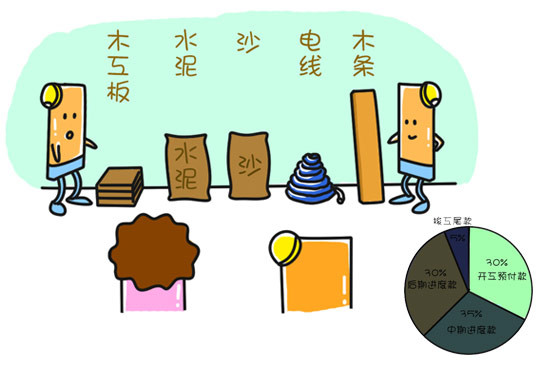 木工板
水泥
沙
电线
木条
水泥
沙
竣工尾款
5%
30%
开工预付款
30%
后期进度款
35%
中期进度款